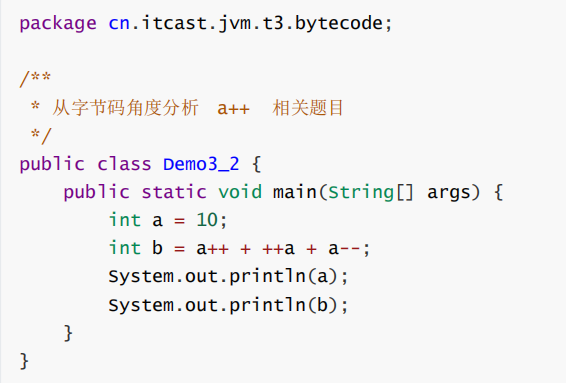 package cn.itcast.jvm.t3.bytecode;
/**
 * 从字节码角度分析 a++ 相关题目
 */
public class Demo3_2 {
    public static void main(String[] args) {
        int a = 10;
        int b = a++ + ++a + a--;
        System.out.println(a);
        System.out.println(b);
    }
}